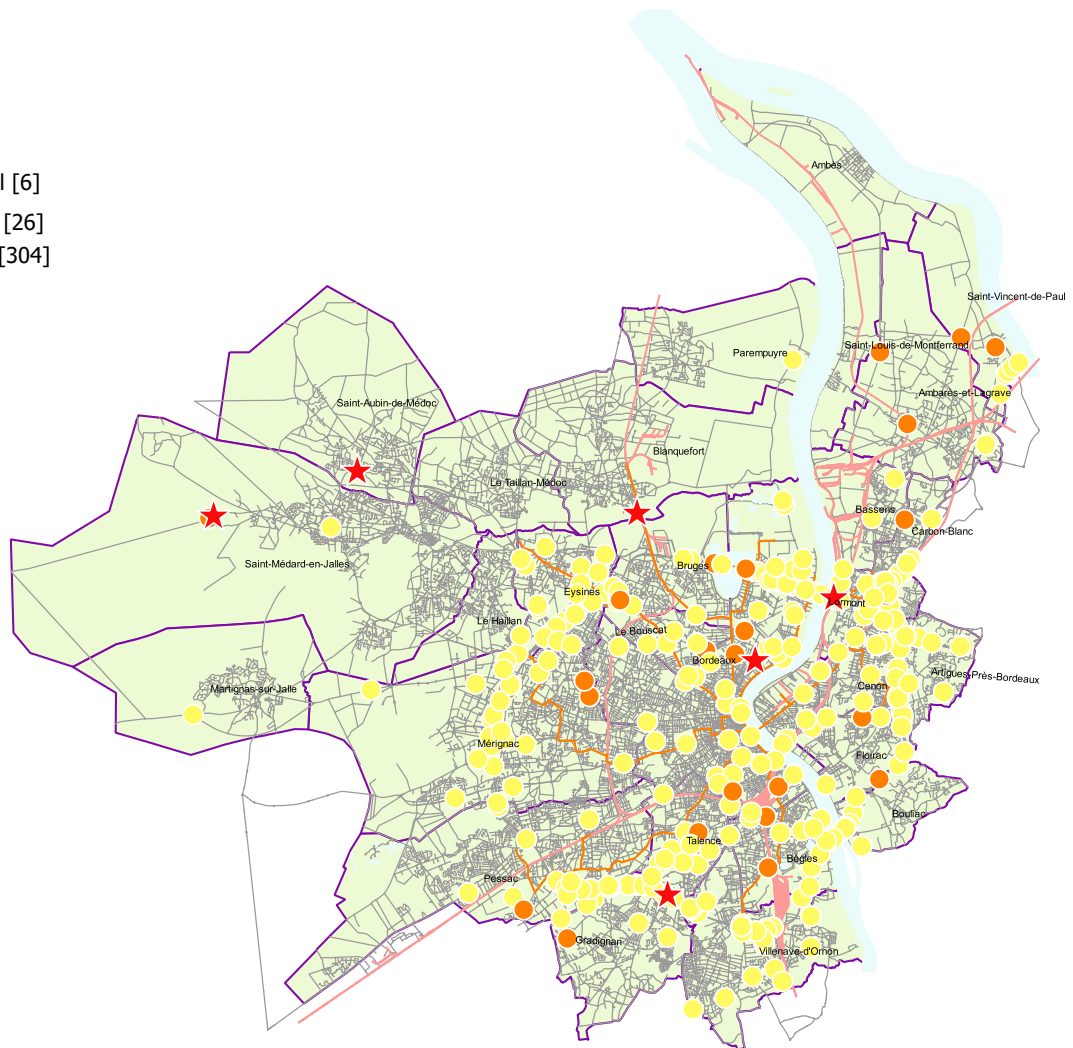 l [6]
[26]
[304]
Ambès
Saint-Vincent-de-Paul
Saint-Louis-de-Montferrand
Parempuyre
Ambarès-et-Lagrave
Saint-Aubin-de-Médoc
Blanquefort
Le Taillan-Médoc
Bassens
Carbon-Blanc
Saint-Médard-en-Jalles
Bruges
Eysines
Lormont
Le Haillan
Le Bouscat
Bordeaux
Artigues-Près-Bordeaux
Cenon
Martignas-sur-Jalle
Mérignac
Floirac
Bouliac
Talence
Bègles
Pessac
Gradignan
Villenave-d'Ornon